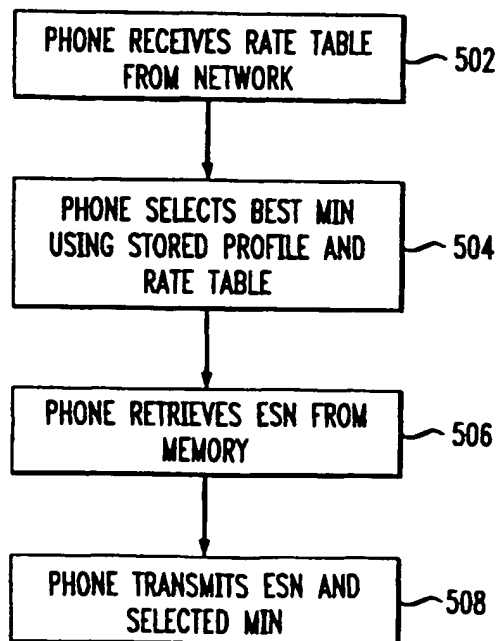 PHONE RECEIVES RATE TABLE
FROM NETWORK
502
PHONE SELECTS BEST MIN
USING STORED PROFILE AND
RATE TABLE
504
PHONE RETRIEVES ESN FROM
MEMORY
506
PHONE TRANSMITS ESN AND
SELECTED MIN
508